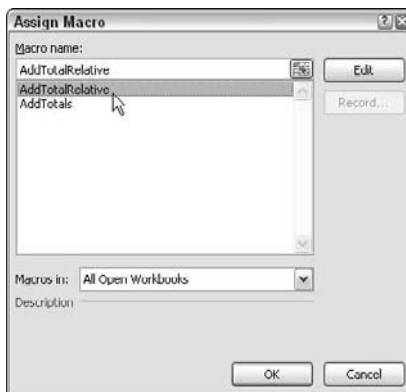 Assign Macro
Macro name:
AddTotalRelative
Edit
AddTotalRelative
Record...
AddTotals
Macros in: All Open Workbooks
Description
OK Cancel